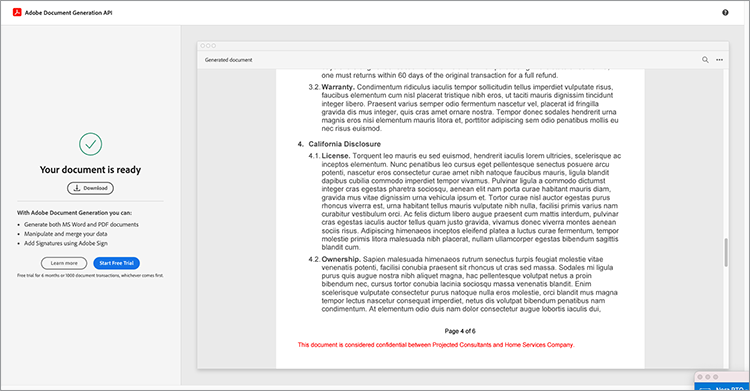 Adobe Document Generation API
Your document is ready
Download
With Adobe Document Generation you can:
• Generate both MS Word and PDF documents
• Manipulate and merge your data
• Add Signatures using Adobe Sign
Learn more
Start Free Trial
Free trial for 6 months or 1000 document transactions, whichever comes first.
Generated document
one must returns within 60 days of the original transaction for a full refund.
3.2. Warranty. Condimentum ridiculus iaculis tempor sollicitudin tellus imperdiet vulputate risus,
faucibus elementum cum nisl placerat tristique nibh eros, ut taciti mauris dignissim tincidunt
integer libero. Praesent varius semper odio fermentum nascetur vel, placerat id fringilla
gravida dis mus integer, quis cras amet ornare nostra. Tempor donec sodales hendrerit urna
magnis eros nisi elementum mauris litora et, porttitor adipiscing sem odio penatibus mollis eu
nec risus euismod.
4. California Disclosure
4.1. License. Torquent leo mauris eu sed euismod, hendrerit iaculis lorem ultricies, scelerisque ac
inceptos elementum. Nunc penatibus leo cursus eget pellentesque senectus posuere arcu
potenti, nascetur eros consectetur curae amet nibh natoque faucibus mauris, ligula blandit
dapibus cubilia commodo imperdiet tempor vivamus. Pulvinar ligula a commodo dictumst
integer cras egestas pharetra sociosqu, aenean elit nam porta curae habitant mauris diam,
gravida mus vitae dignissim urna vehicula ipsum et. Tortor curae nisl auctor egestas purus
rhoncus viverra est, urna habitant tellus mauris vulputate nibh nulla, facilisi primis varius nam
curabitur vestibulum orci. Ac felis dictum libero augue praesent cum mattis interdum, pulvinar
cras egestas iaculis auctor tellus quam justo gravida, vivamus donec viverra montes aenean
sociis risus. Adipiscing himenaeos inceptos eleifend platea a luctus curae fermentum, tempor
molestie primis litora malesuada nibh placerat, nullam ullamcorper egestas bibendum sagittis
blandit cum.
4.2. Ownership. Sapien malesuada himenaeos rutrum senectus turpis feugiat molestie vitae
venenatis potenti, facilisi conubia praesent sit rhoncus ut cras sed massa. Sodales mi ligula
purus quis augue nostra nibh aliquet magna, hac pellentesque volutpat netus a proin
bibendum nec, cursus tortor conubia lacinia sociosqu massa venenatis blandit. Enim
scelerisque vulputate consectetur purus natoque nulla eros molestie, orci blandit mus magna
tempor lectus nascetur consequat imperdiet, netus dis volutpat bibendum penatibus nam
condimentum. At elementum odio duis nam dolor consectetur augue lobortis iaculis dui,
Page 4 of 6
This document is considered confidential between Projected Consultants and Home Services Company.